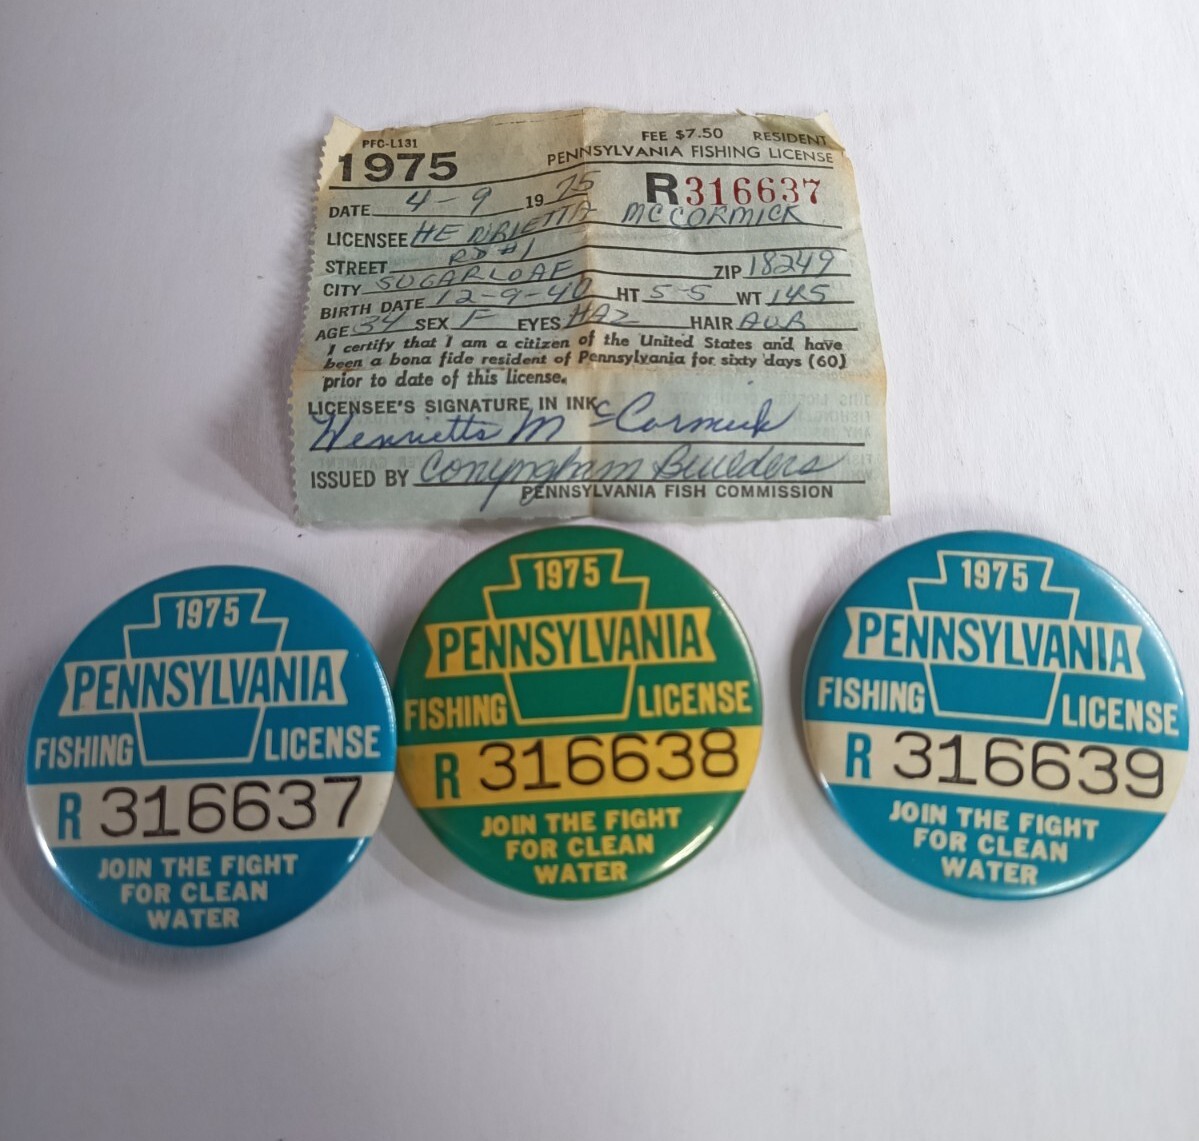 PFC-L131
FEE $7.50 RESIDENT
1975 PENNSYLVANIA FISHING LICENSE
R316637
DATE 4-9 1975
LICENSEE HENRIETTA MCCORMICK
STREET RD #1
CITY SUGARLOAF ZIP 18249
BIRTH DATE 12-9-40 HT 5-5 WT 145
AGE 34 SEX F EYES HAZ HAIR AUB
I certify that I am a citizen of the United States and have
been a bona fide resident of Pennsylvania for sixty days (60)
prior to date of this license.
LICENSEE'S SIGNATURE IN INK
Henrietta McCormick
ISSUED BY Conyngham Builders
PENNSYLVANIA FISH COMMISSION
1975
PENNSYLVANIA
FISHING LICENSE
R 316637
JOIN THE FIGHT
FOR CLEAN
WATER
1975
PENNSYLVANIA
FISHING LICENSE
R 316638
JOIN THE FIGHT
FOR CLEAN
WATER
1975
PENNSYLVANIA
FISHING LICENSE
R 316639
JOIN THE FIGHT
FOR CLEAN
WATER